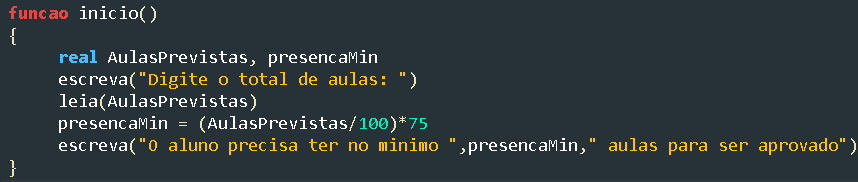 funcao inicio()
{
real AulasPrevistas, presencaMin
escreva("Digite o total de aulas: ")
leia(AulasPrevistas)
presencaMin = (AulasPrevistas/100)*75
escreva("O aluno precisa ter no minimo ",presencaMin," aulas para ser aprovado")
}